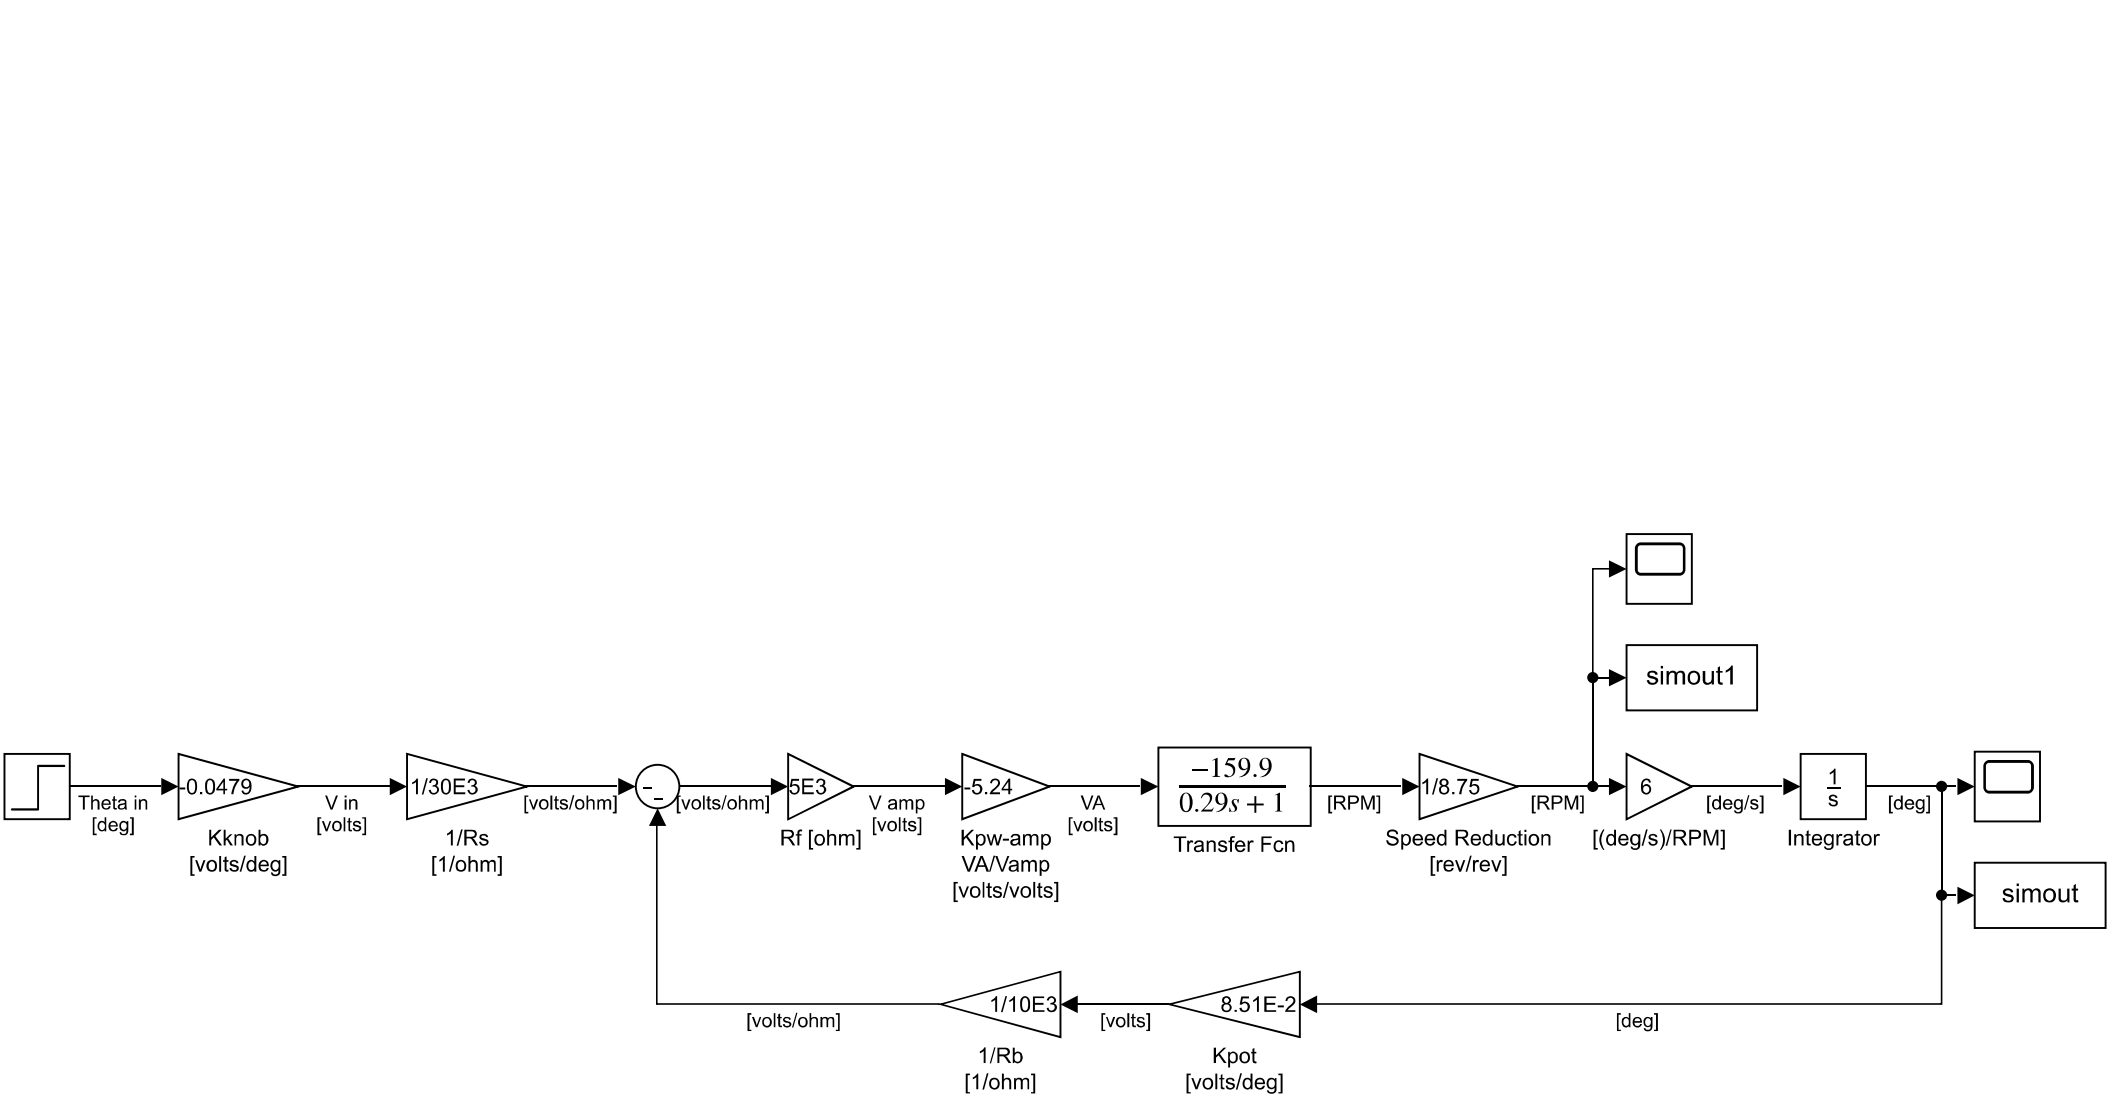 simout1
-0.0479
1/30E3
-
-
5E3
-5.24
−159.9
0.29s + 1
1/8.75
6
1
s
Theta in
[deg]
V in
[volts]
[volts/ohm]
[volts/ohm]
V amp
[volts]
VA
[volts]
[RPM]
[RPM]
[deg/s]
[deg]
Kknob
[volts/deg]
1/Rs
[1/ohm]
Rf [ohm]
Kpw-amp
VA/Vamp
[volts/volts]
Transfer Fcn
Speed Reduction
[rev/rev]
[(deg/s)/RPM]
Integrator
simout
1/10E3
8.51E-2
[volts/ohm]
[volts]
[deg]
1/Rb
[1/ohm]
Kpot
[volts/deg]